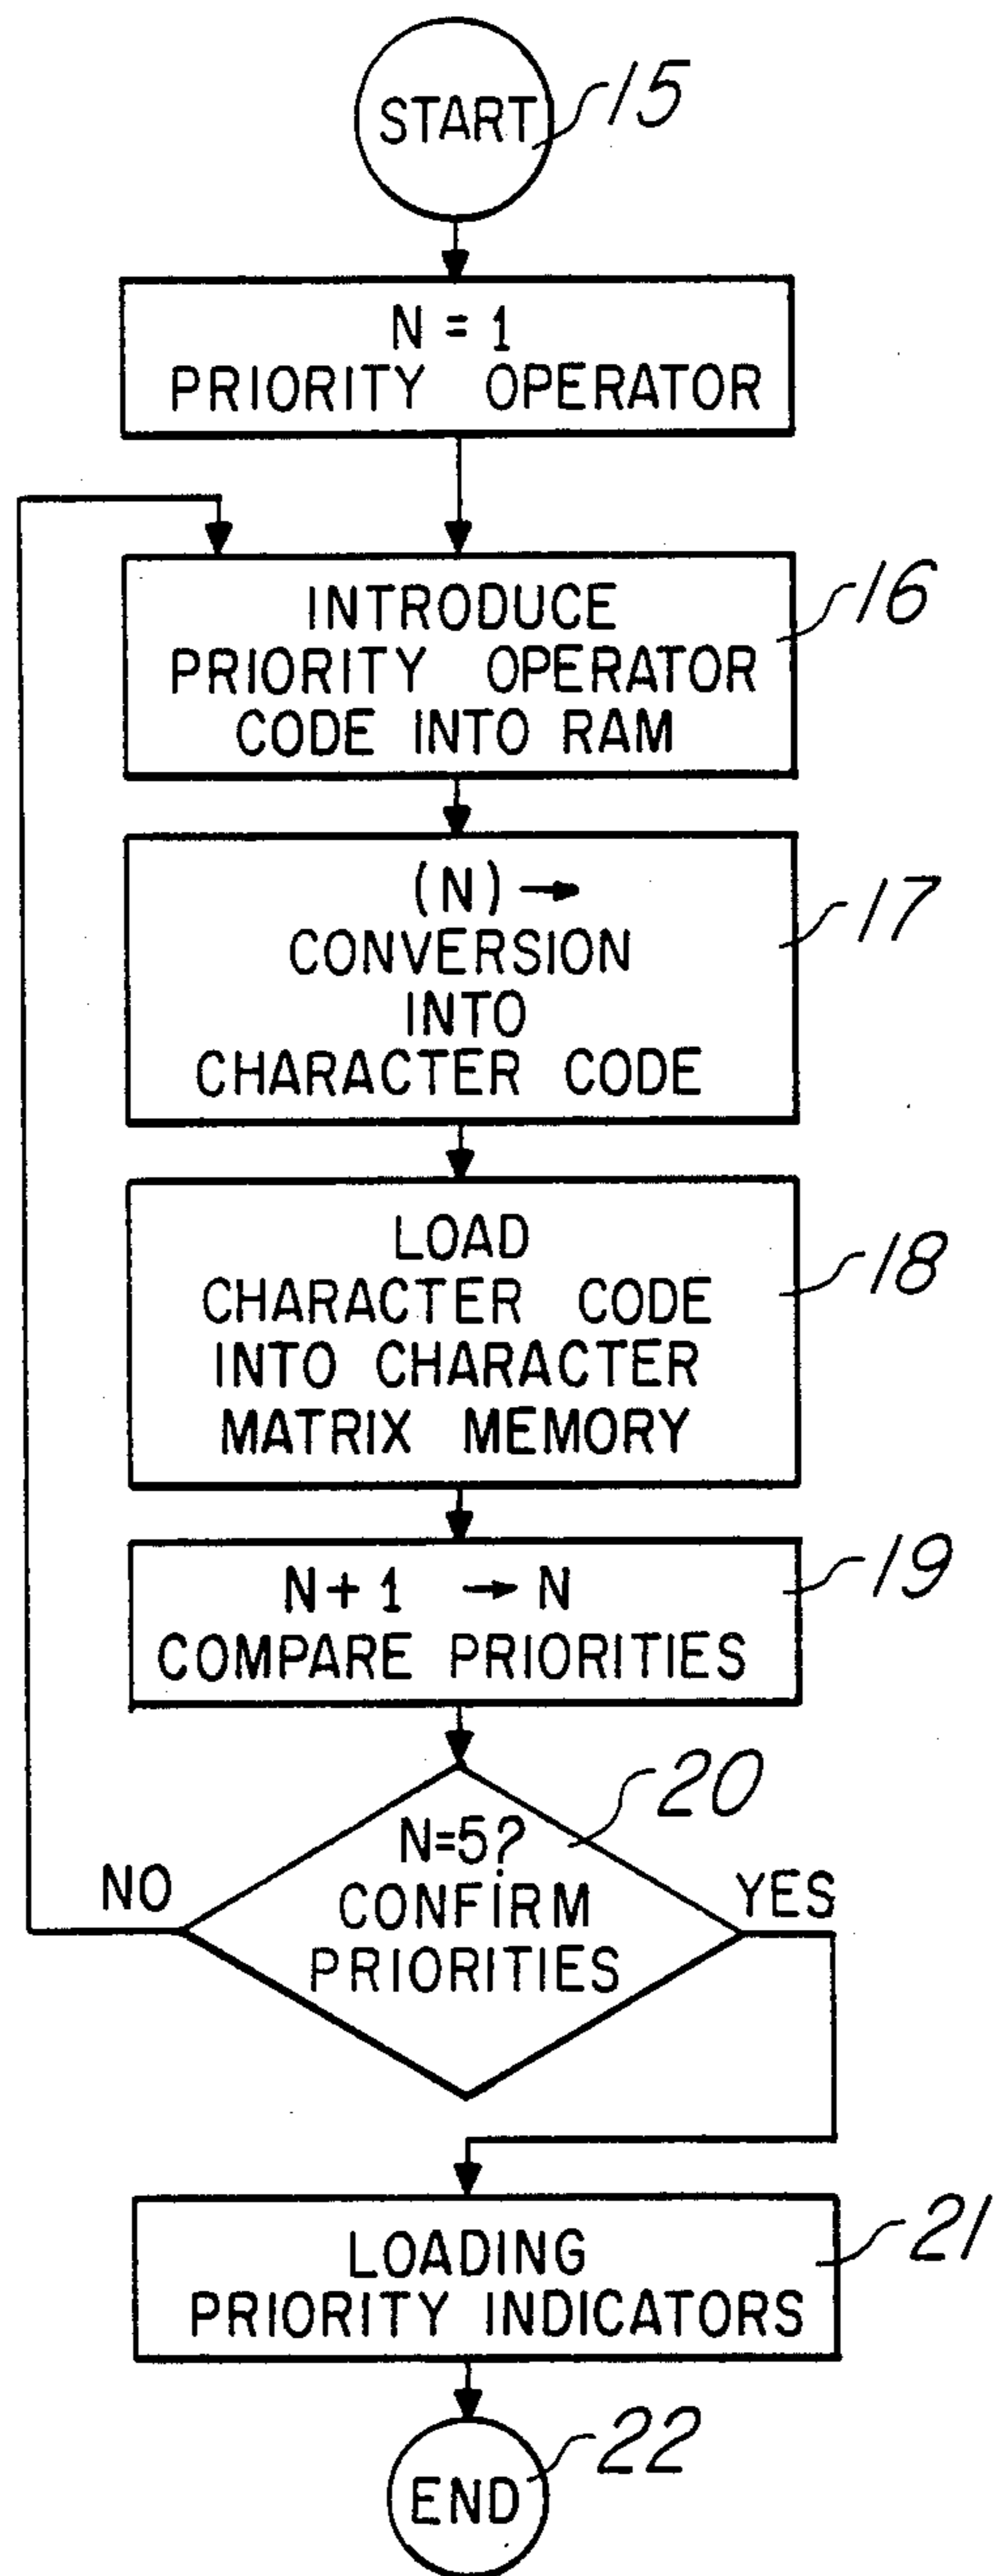 START
15
N = 1
PRIORITY OPERATOR
INTRODUCE
PRIORITY OPERATOR
CODE INTO RAM
16
(N) →
CONVERSION
INTO
CHARACTER CODE
17
LOAD
CHARACTER CODE
INTO CHARACTER
MATRIX MEMORY
18
N + 1 → N
COMPARE PRIORITIES
19
N=5?
CONFIRM
PRIORITIES
20
NO
YES
LOADING
PRIORITY INDICATORS
21
END
22